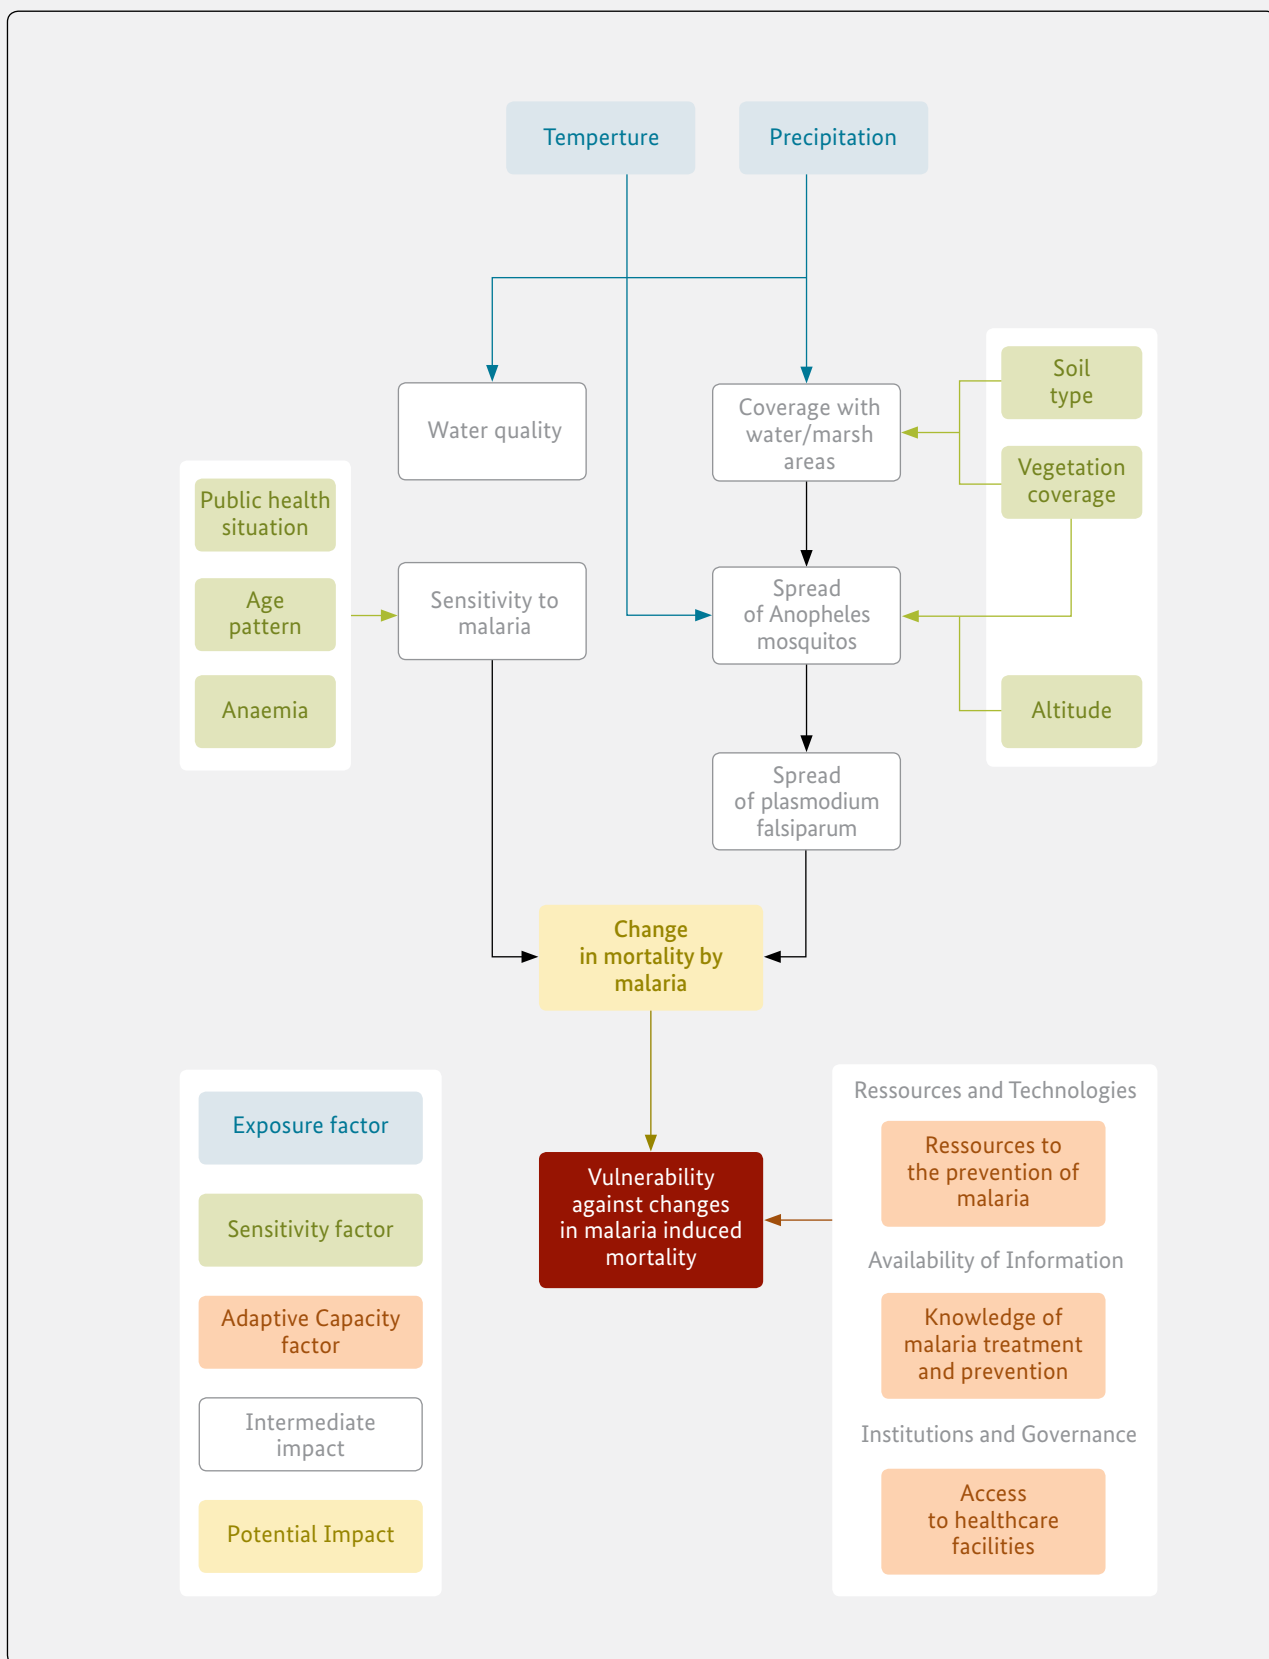 Temperture
Precipitation
Water quality
Coverage with
water/marsh
areas
Soil
type
Vegetation
coverage
Public health
situation
Age
pattern
Anaemia
Sensitivity to
malaria
Spread
of Anopheles
mosquitos
Altitude
Spread
of plasmodium
falsiparum
Change
in mortality by
malaria
Vulnerability
against changes
in malaria induced
mortality
Exposure factor
Sensitivity factor
Adaptive Capacity
factor
Intermediate
impact
Potential Impact
Ressources and Technologies
Ressources to
the prevention of
malaria
Availability of Information
Knowledge of
malaria treatment
and prevention
Institutions and Governance
Access
to healthcare
facilities